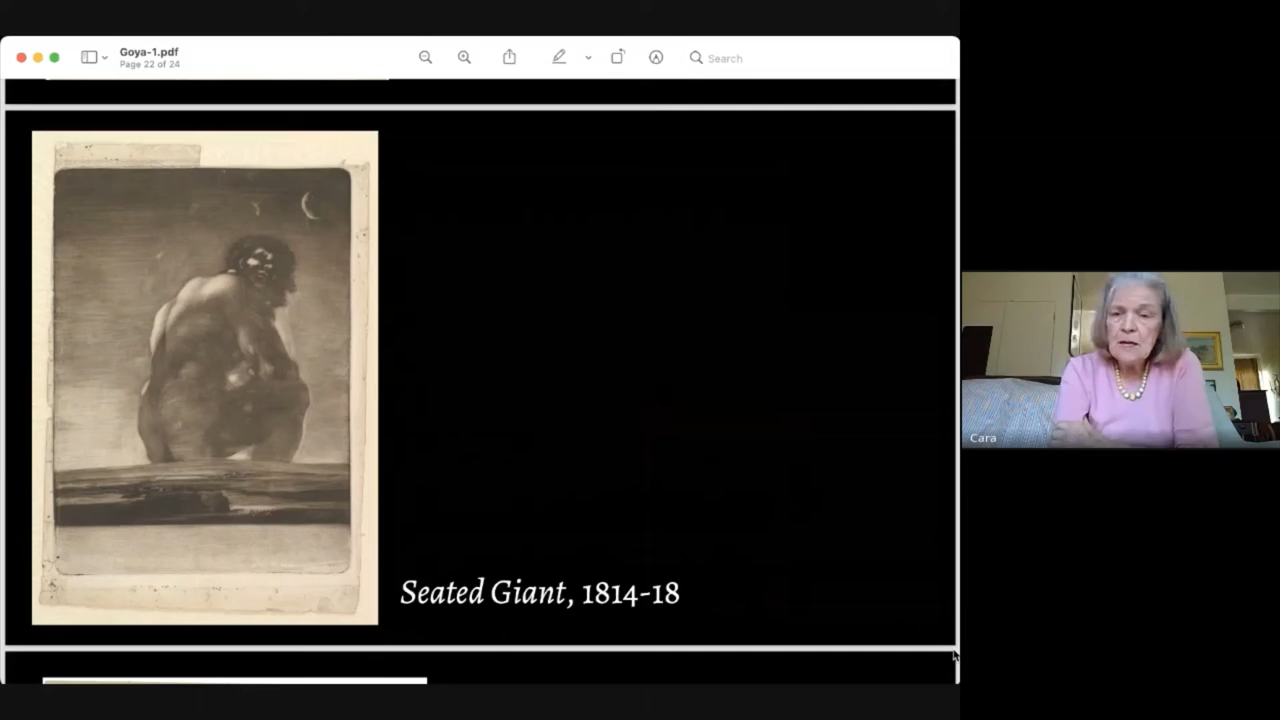 Goya-1.pdf
Page 22 of 24
Search
Seated Giant, 1814-18
Cara